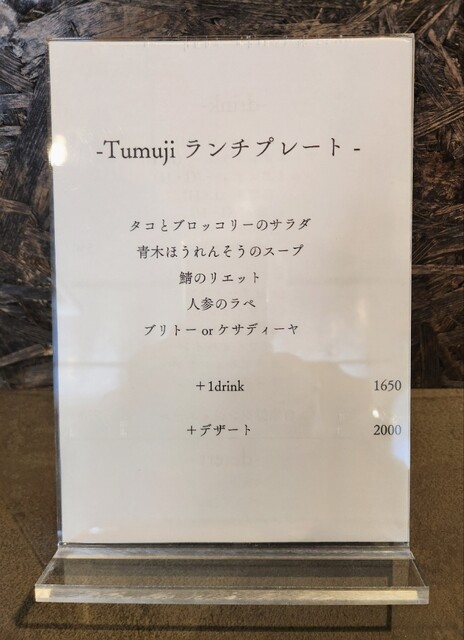 -Tumuji ランチプレート -
タコとブロッコリーのサラダ
青木ほうれんそうのスープ
鯖のリエット
人参のラペ
ブリトー or ケサディーヤ
＋1drink 1650
＋デザート 2000